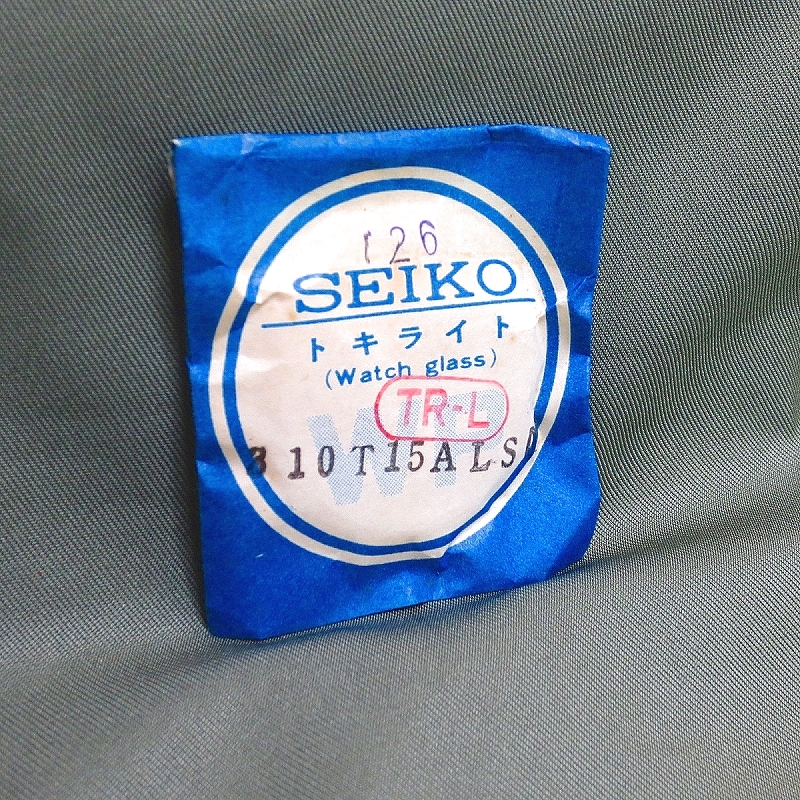 126
SEIKO
トキライト
(Watch glass)
TR-L
310T15ALS0